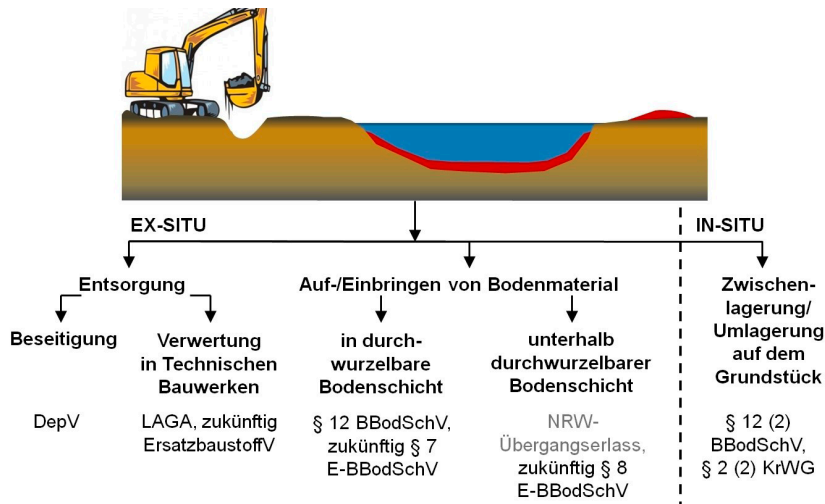 EX-SITU
IN-SITU
Entsorgung
Auf-/Einbringen von Bodenmaterial
Zwischen-
lagerung/
Umlagerung
auf dem
Grundstück
Beseitigung
Verwertung
in Technischen
Bauwerken
in durch-
wurzelbare
Bodenschicht
unterhalb
durchwurzelbarer
Bodenschicht
DepV
LAGA, zukünftig
ErsatzbaustoffV
§ 12 BBodSchV,
zukünftig § 7
E-BBodSchV
NRW-
Übergangserlass,
zukünftig § 8
E-BBodSchV
§ 12 (2)
BBodSchV,
§ 2 (2) KrWG